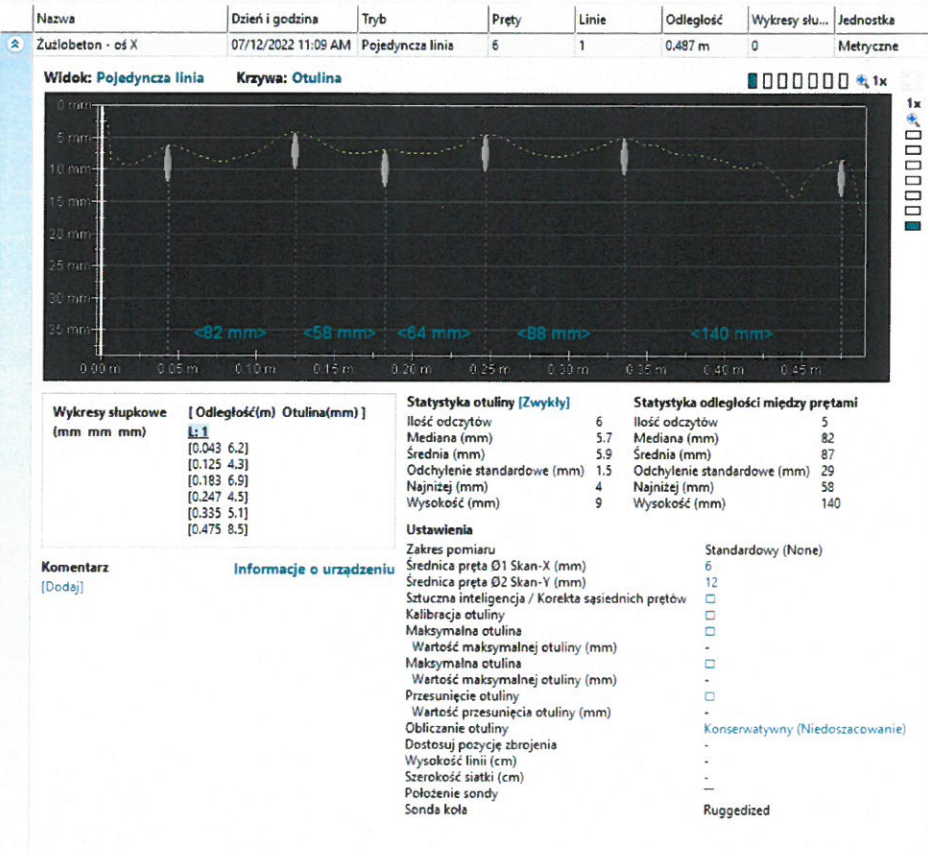 Nazwa Dzień i godzina Tryb Pręty Linie Odległość Wykresy słu... Jednostka
Żużlobeton - oś X 07/12/2022 11:09 AM Pojedyncza linia 6 1 0.487 m 0 Metryczne
Widok: Pojedyncza linia Krzywa: Otulina 1x
1x
0 mm
5 mm
10 mm
15 mm
20 mm
25 mm
30 mm
35 mm
<82 mm> <58 mm> <64 mm> <88 mm> <140 mm>
0.00 m 0.05 m 0.10 m 0.15 m 0.20 m 0.25 m 0.30 m 0.35 m 0.40 m 0.45 m
Wykresy słupkowe [ Odległość(m) Otulina(mm) ]
(mm mm mm) L: 1
[0.043 6.2]
[0.125 4.3]
[0.183 6.9]
[0.247 4.5]
[0.335 5.1]
[0.475 8.5]
Komentarz Informacje o urządzeniu
[Dodaj]
Statystyka otuliny [Zwykły]
Ilość odczytów 6
Mediana (mm) 5.7
Średnia (mm) 5.9
Odchylenie standardowe (mm) 1.5
Najniżej (mm) 4
Wysokość (mm) 9
Statystyka odległości między prętami
Ilość odczytów 5
Mediana (mm) 82
Średnia (mm) 87
Odchylenie standardowe (mm) 29
Najniżej (mm) 58
Wysokość (mm) 140
Ustawienia
Zakres pomiaru Standardowy (None)
Średnica pręta Ø1 Skan-X (mm) 6
Średnica pręta Ø2 Skan-Y (mm) 12
Sztuczna inteligencja / Korekta sąsiednich prętów
Kalibracja otuliny
Maksymalna otulina
Wartość maksymalnej otuliny (mm) -
Maksymalna otulina
Wartość maksymalnej otuliny (mm) -
Przesunięcie otuliny
Wartość przesunięcia otuliny (mm) -
Obliczanie otuliny Konserwatywny (Niedoszacowanie)
Dostosuj pozycję zbrojenia -
Wysokość linii (cm) -
Szerokość siatki (cm) -
Położenie sondy —
Sonda koła Ruggedized